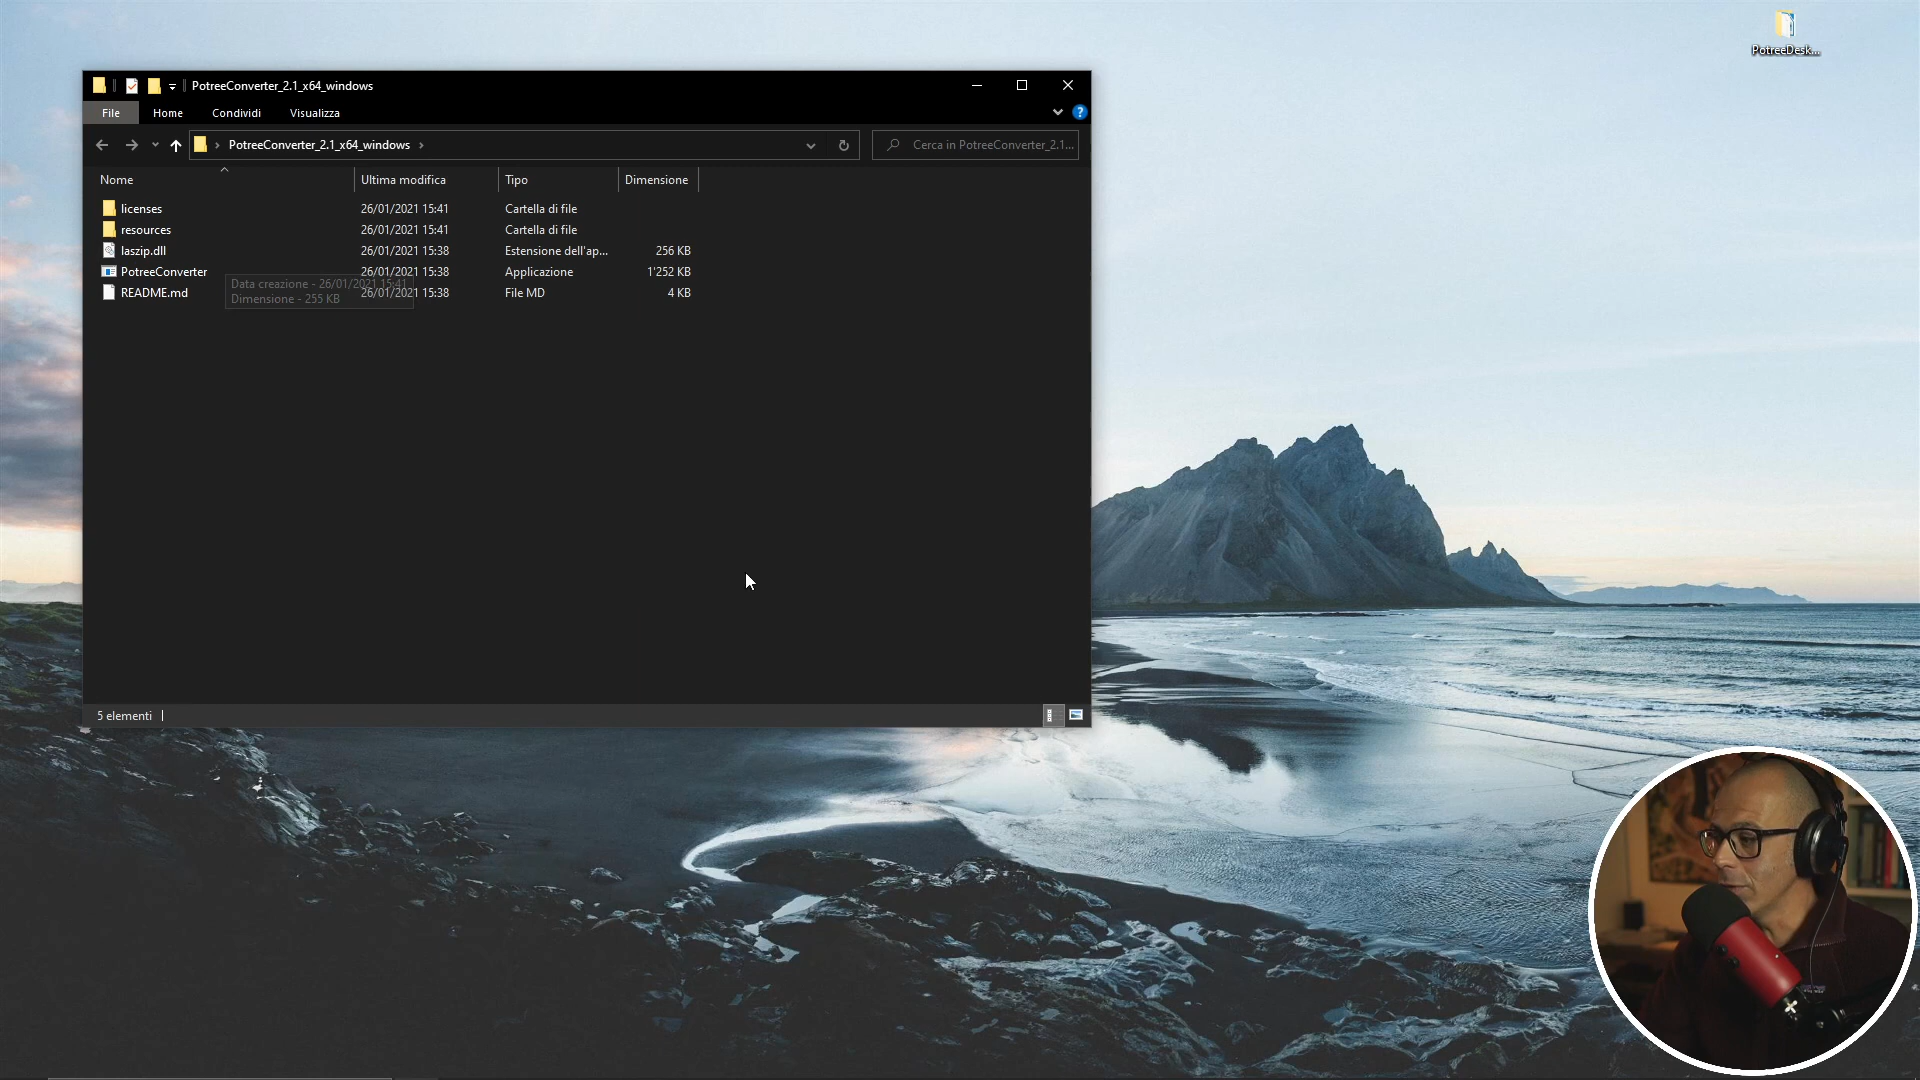 PotreeDesk...
PotreeConverter_2.1_x64_windows
File Home Condividi Visualizza
PotreeConverter_2.1_x64_windows
Cerca in PotreeConverter_2.1...
Nome Ultima modifica Tipo Dimensione
licenses 26/01/2021 15:41 Cartella di file
resources 26/01/2021 15:41 Cartella di file
laszip.dll 26/01/2021 15:38 Estensione dell'ap... 256 KB
PotreeConverter 26/01/2021 15:38 Applicazione 1'252 KB
Data creazione - 26/01/2021 15:41
README.md 26/01/2021 15:38 File MD 4 KB
Dimensione - 255 KB
5 elementi